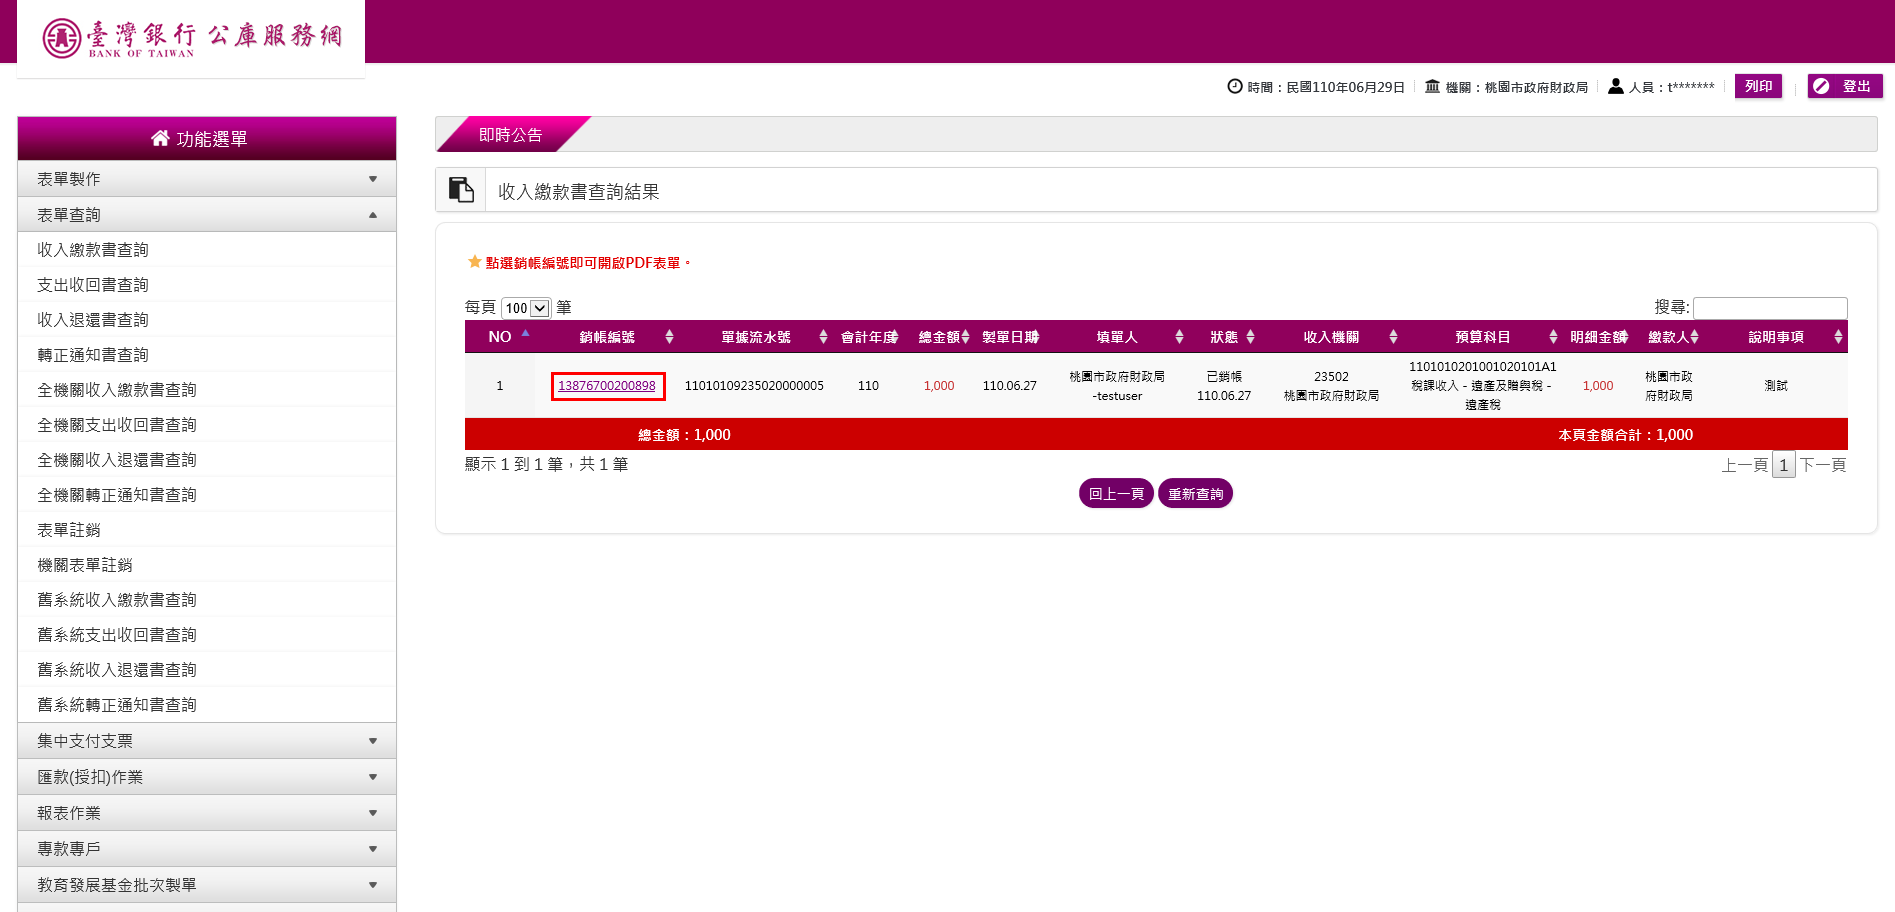 臺灣銀行 公庫服務網
BANK OF TAIWAN
時間：民國110年06月29日 機關：桃園市政府財政局 人員：t******* 列印 登出
功能選單
表單製作
表單查詢
收入繳款書查詢
支出收回書查詢
收入退還書查詢
轉正通知書查詢
全機關收入繳款書查詢
全機關支出收回書查詢
全機關收入退還書查詢
全機關轉正通知書查詢
表單註銷
機關表單註銷
舊系統收入繳款書查詢
舊系統支出收回書查詢
舊系統收入退還書查詢
舊系統轉正通知書查詢
集中支付支票
匯款(授扣)作業
報表作業
專款專戶
教育發展基金批次製單
即時公告
收入繳款書查詢結果
點選銷帳編號即可開啟PDF表單。
每頁 100 筆 搜尋:
NO 銷帳編號 單據流水號 會計年度 總金額 製單日期 填單人 狀態 收入機關 預算科目 明細金額 繳款人 說明事項
1 13876700200898 11010109235020000005 110 1,000 110.06.27 桃園市政府財政局 -testuser 已銷帳 110.06.27 23502 桃園市政府財政局 1101010201001020101A1 稅課收入－遺產及贈與稅－遺產稅 1,000 桃園市政府財政局 測試
總金額：1,000 本頁金額合計：1,000
顯示 1 到 1 筆，共 1 筆 上一頁 1 下一頁
回上一頁 重新查詢